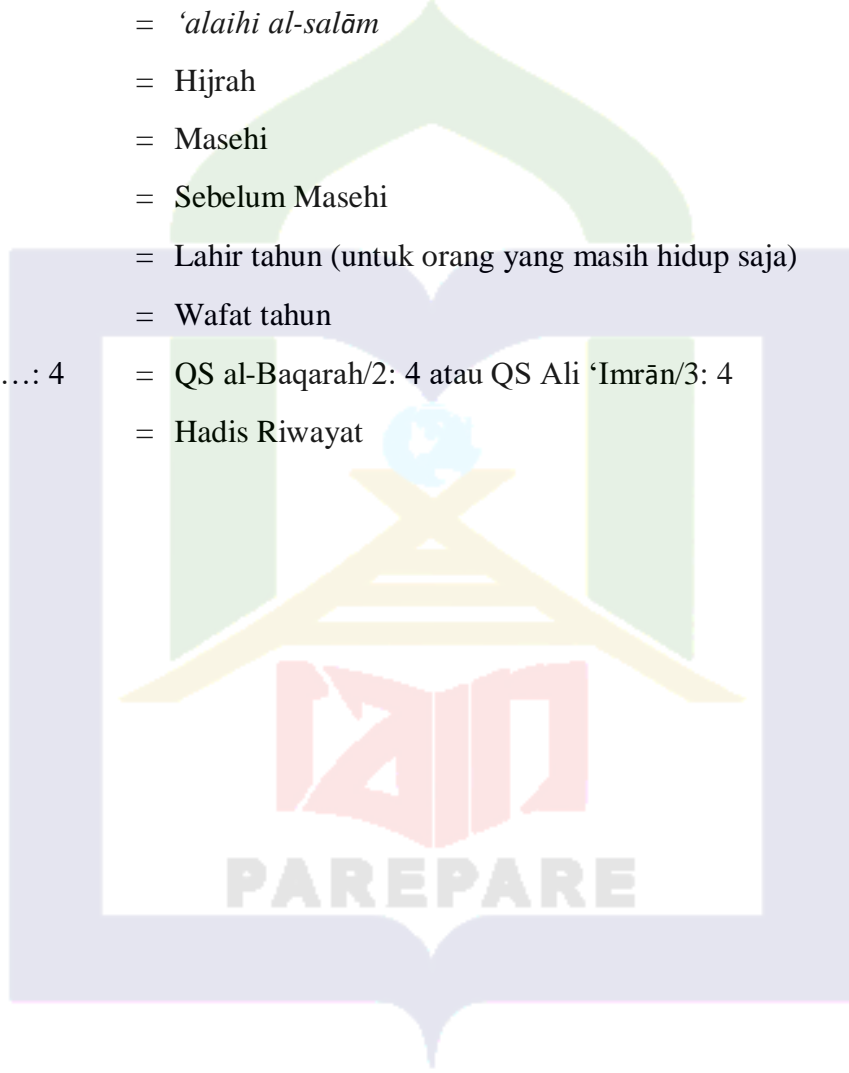 = ‘alaihi al-salām
= Hijrah
= Masehi
= Sebelum Masehi
= Lahir tahun (untuk orang yang masih hidup saja)
= Wafat tahun
…: 4 = QS al-Baqarah/2: 4 atau QS Ali ‘Imrān/3: 4
= Hadis Riwayat
iain
PAREPARE